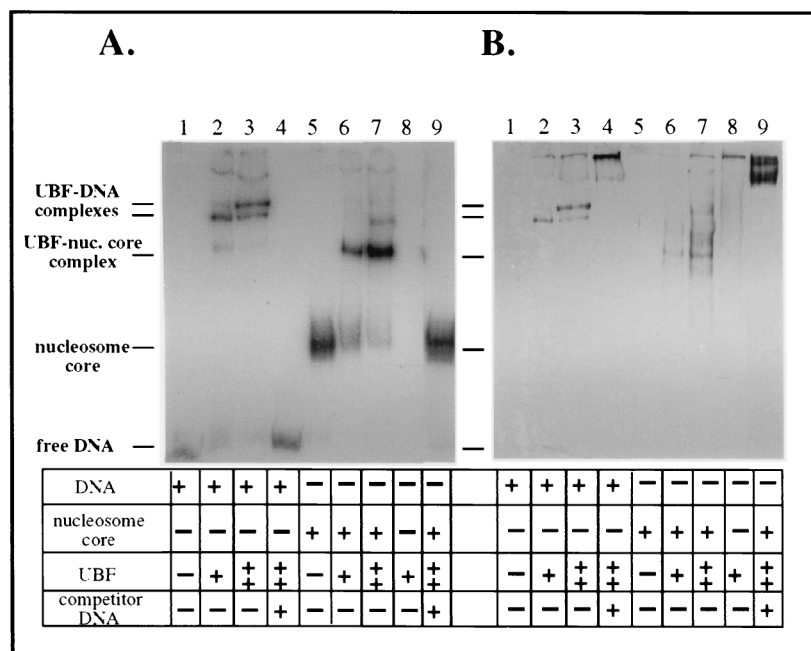 A. B.
1 2 3 4 5 6 7 8 9 1 2 3 4 5 6 7 8 9
UBF-DNA
complexes
UBF-nuc. core
complex
nucleosome
core
free DNA
DNA + + + + − − − − − + + + + − − − − −
nucleosome
core − − − − + + + − + − − − − + + + − +
UBF − + ++ ++ − + ++ + ++ − + ++ ++ − + ++ + ++
competitor
DNA − − − + − − − − + − − − + − − − − +